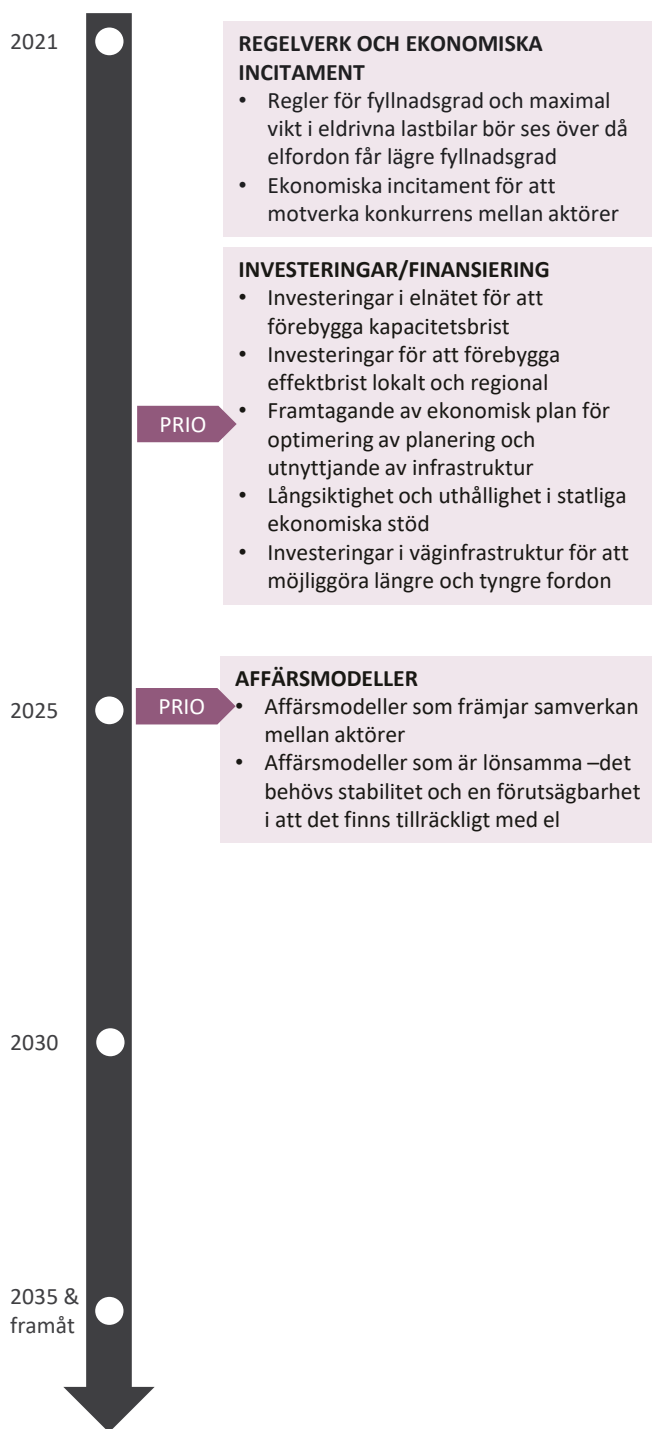 2021
REGELVERK OCH EKONOMISKA
INCITAMENT
• Regler för fyllnadsgrad och maximal
vikt i eldrivna lastbilar bör ses över då
elfordon får lägre fyllnadsgrad
• Ekonomiska incitament för att
motverka konkurrens mellan aktörer
INVESTERINGAR/FINANSIERING
• Investeringar i elnätet för att
förebygga kapacitetsbrist
• Investeringar för att förebygga
effektbrist lokalt och regional
PRIO
• Framtagande av ekonomisk plan för
optimering av planering och
utnyttjande av infrastruktur
• Långsiktighet och uthållighet i statliga
ekonomiska stöd
• Investeringar i väginfrastruktur för att
möjliggöra längre och tyngre fordon
2025
PRIO
AFFÄRSMODELLER
• Affärsmodeller som främjar samverkan
mellan aktörer
• Affärsmodeller som är lönsamma –det
behövs stabilitet och en förutsägbarhet
i att det finns tillräckligt med el
2030
2035 &
framåt